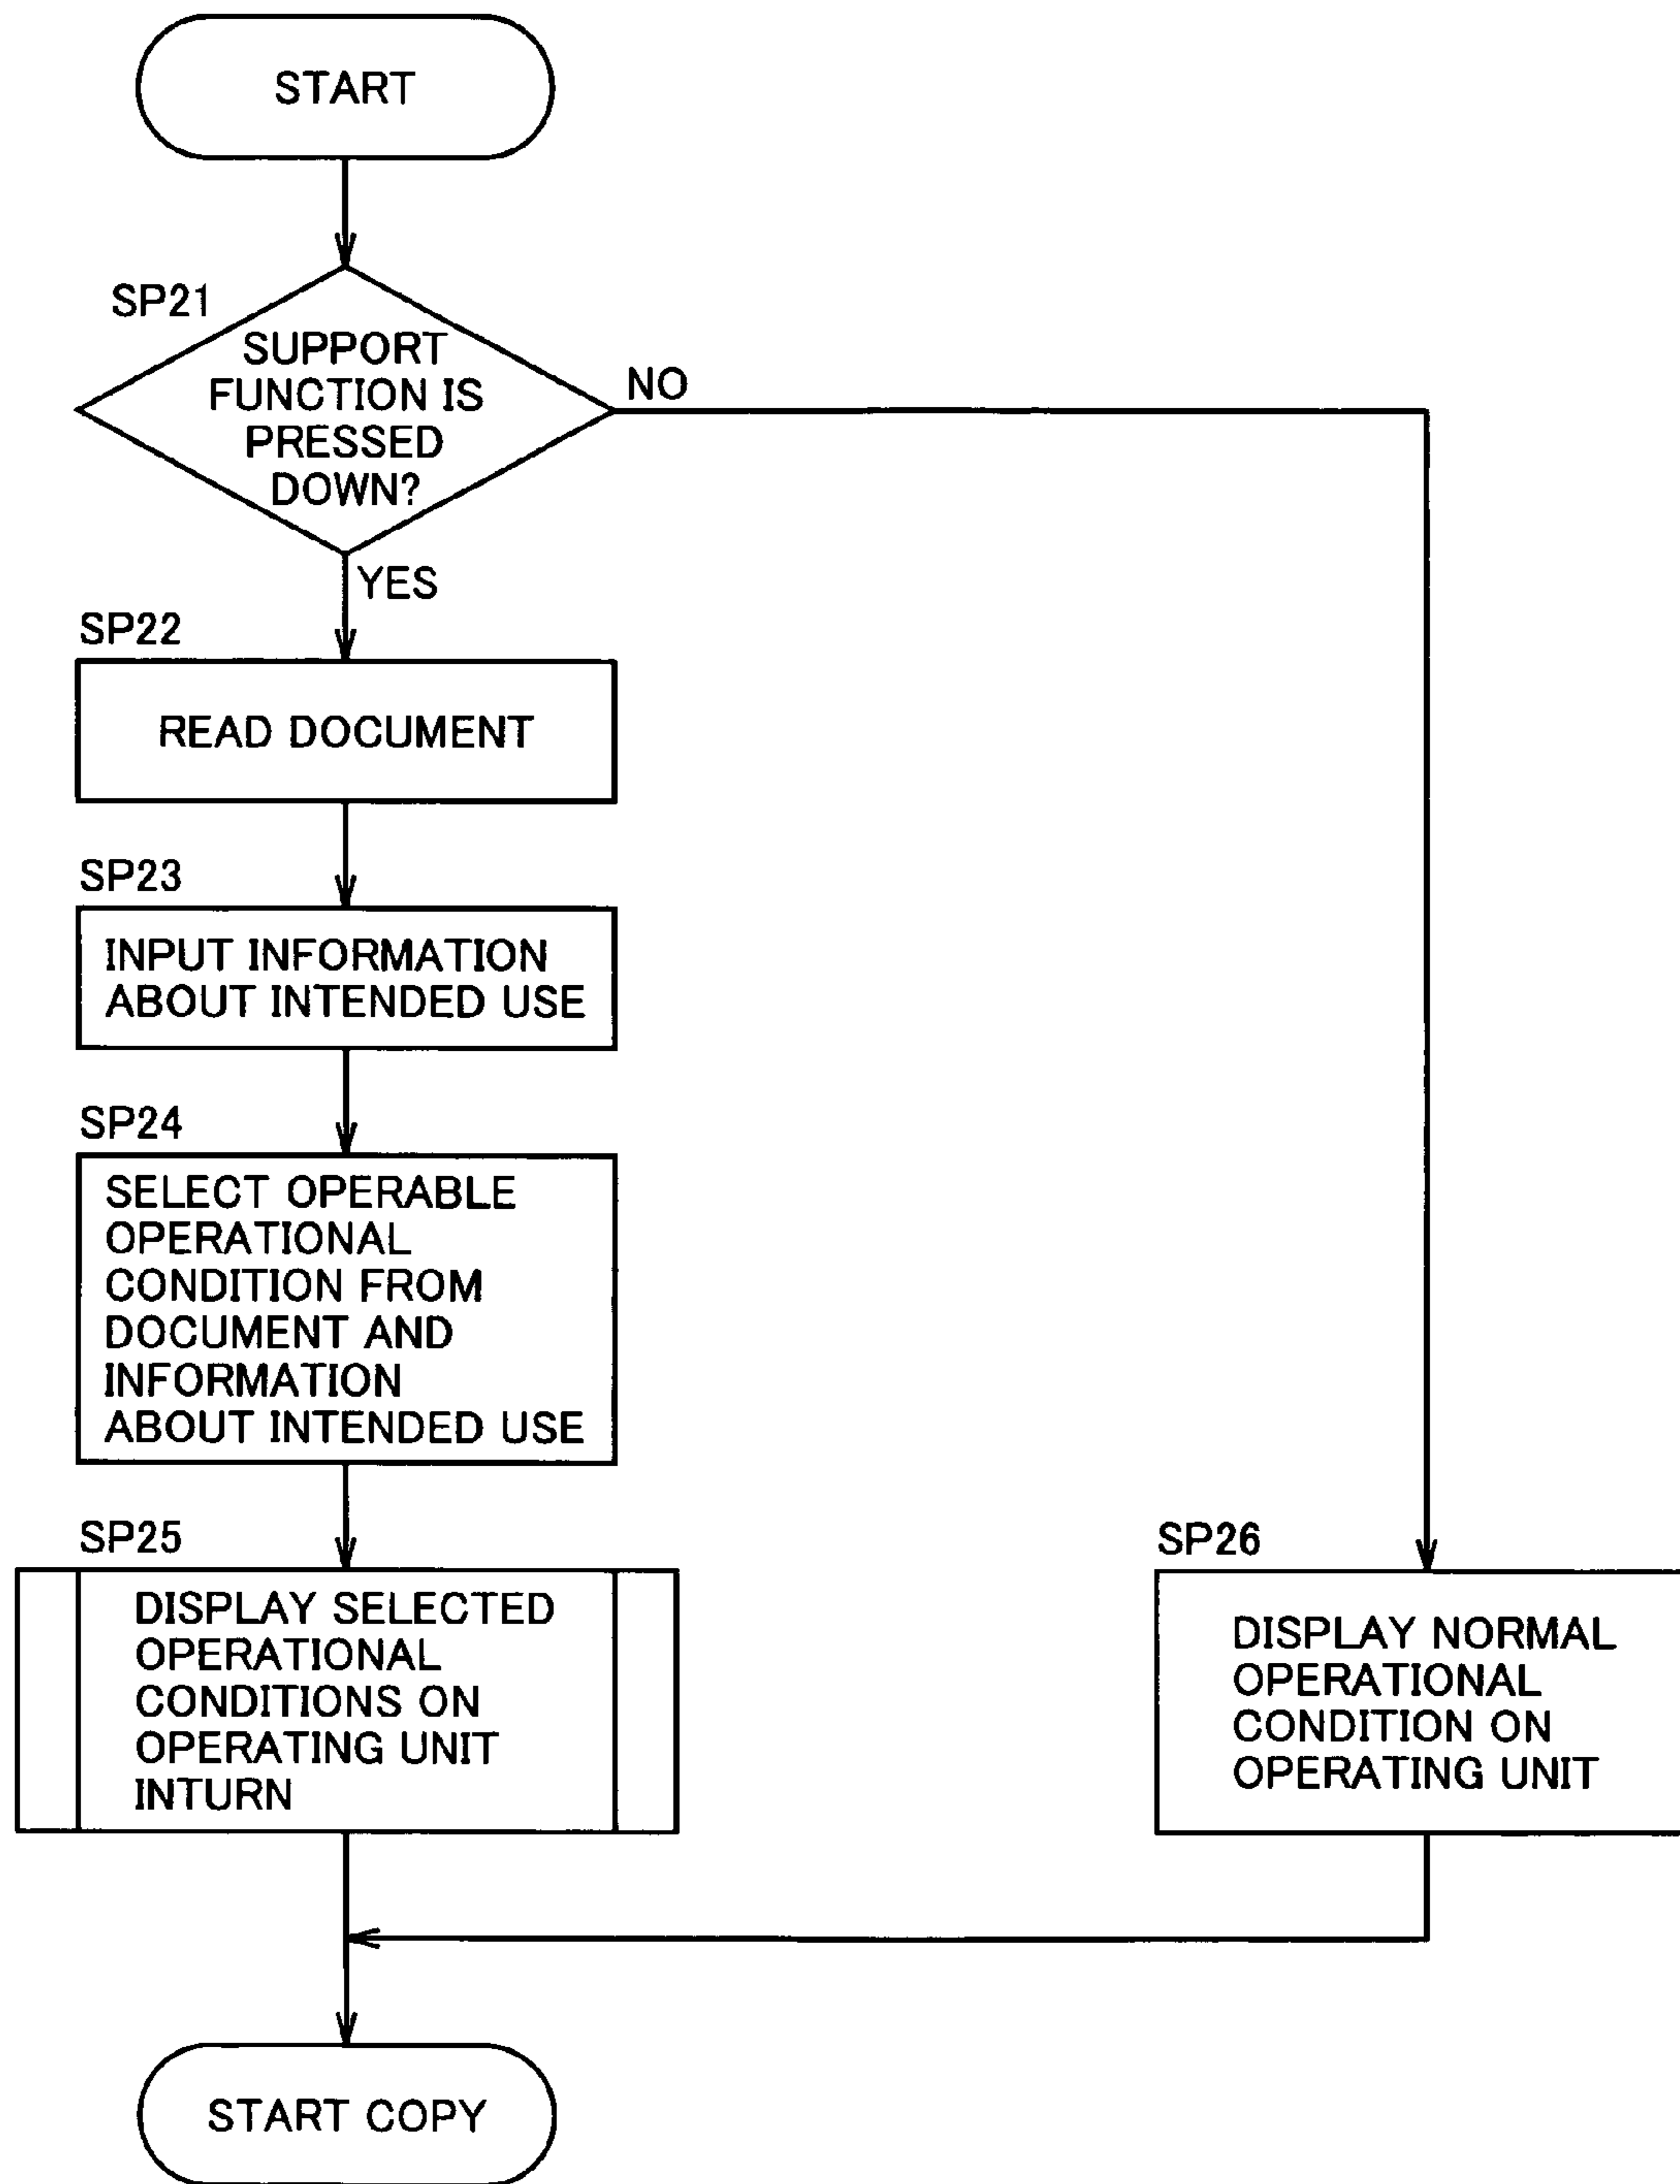 START
SP21
SUPPORT
FUNCTION IS
PRESSED
DOWN?
NO
YES
SP22
READ DOCUMENT
SP23
INPUT INFORMATION
ABOUT INTENDED USE
SP24
SELECT OPERABLE
OPERATIONAL
CONDITION FROM
DOCUMENT AND
INFORMATION
ABOUT INTENDED USE
SP25
DISPLAY SELECTED
OPERATIONAL
CONDITIONS ON
OPERATING UNIT
INTURN
SP26
DISPLAY NORMAL
OPERATIONAL
CONDITION ON
OPERATING UNIT
START COPY